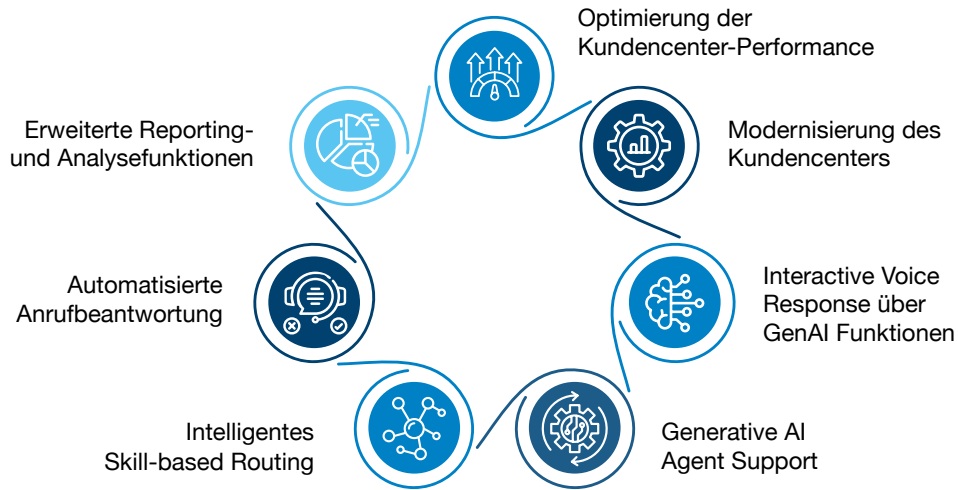 Optimierung der
Kundencenter-Performance
Modernisierung des
Kundencenters
Interactive Voice
Response über
GenAI Funktionen
Generative AI
Agent Support
Intelligentes
Skill-based Routing
Automatisierte
Anrufbeantwortung
Erweiterte Reporting-
und Analysefunktionen